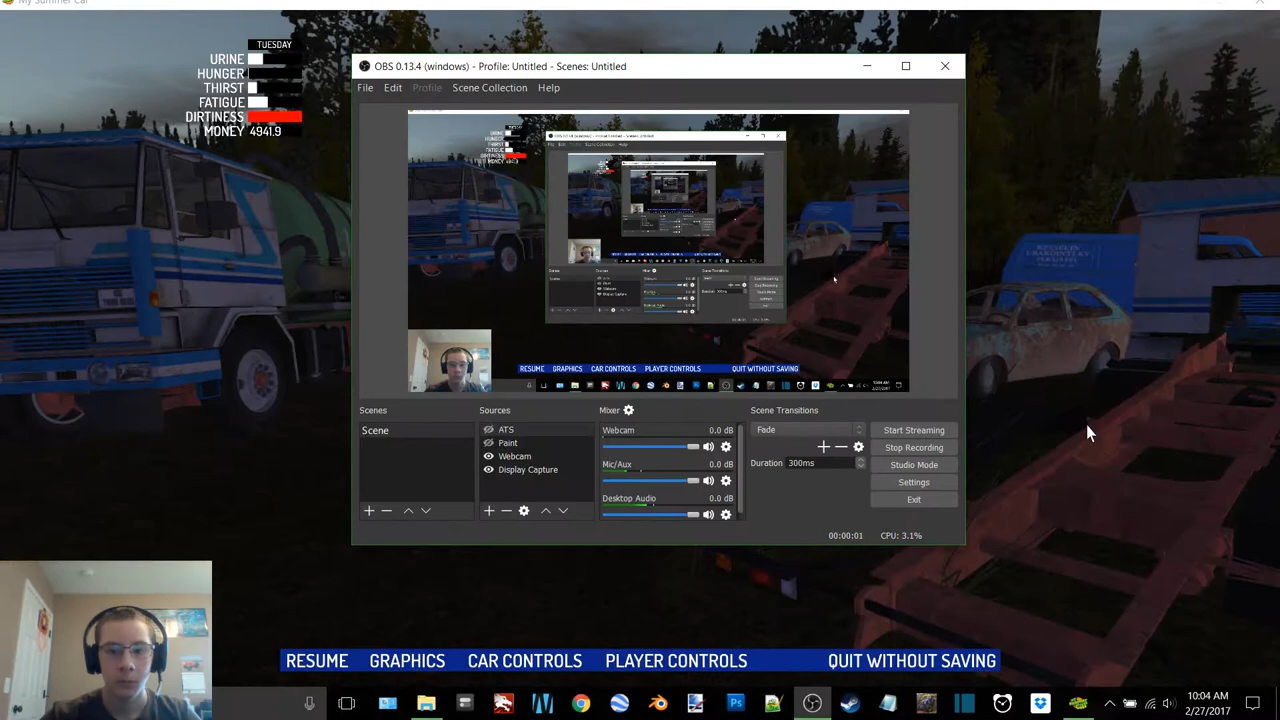 My Summer Car
TUESDAY
URINE
HUNGER
THIRST
FATIGUE
DIRTINESS
MONEY 4941.9
OBS 0.13.4 (windows) - Profile: Untitled - Scenes: Untitled
File Edit Profile Scene Collection Help
RESUME GRAPHICS CAR CONTROLS PLAYER CONTROLS QUIT WITHOUT SAVING
Scenes Sources Mixer Scene Transitions
Scene
ATS
Paint
Webcam
Display Capture
Webcam 0.0 dB
Mic/Aux 0.0 dB
Desktop Audio 0.0 dB
Fade
Duration 300ms
Start Streaming
Stop Recording
Studio Mode
Settings
Exit
00:00:01 CPU: 3.1%
RESUME GRAPHICS CAR CONTROLS PLAYER CONTROLS QUIT WITHOUT SAVING
10:04 AM
2/27/2017